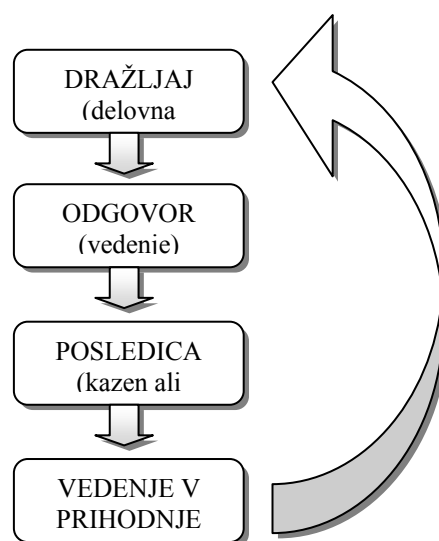 DRAŽLJAJ
(delovna
ODGOVOR
(vedenje)
POSLEDICA
(kazen ali
VEDENJE V
PRIHODNJE